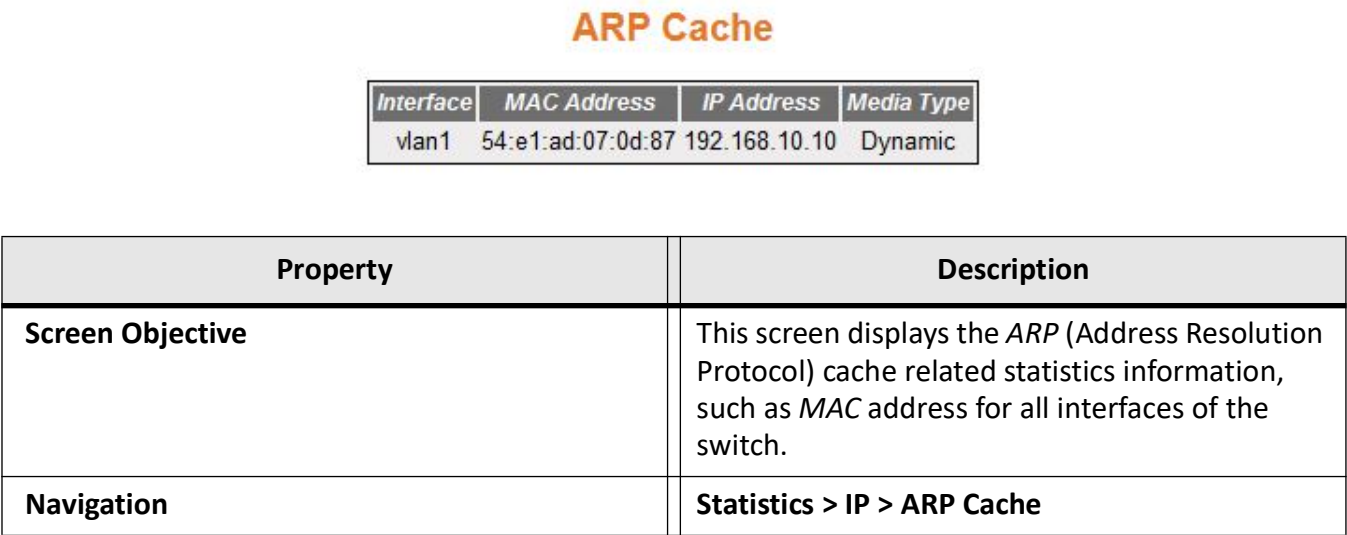 ARP Cache
Interface MAC Address IP Address Media Type
vlan1 54:e1:ad:07:0d:87 192.168.10.10 Dynamic
Property Description
Screen Objective This screen displays the ARP (Address Resolution
Protocol) cache related statistics information,
such as MAC address for all interfaces of the
switch.
Navigation Statistics > IP > ARP Cache